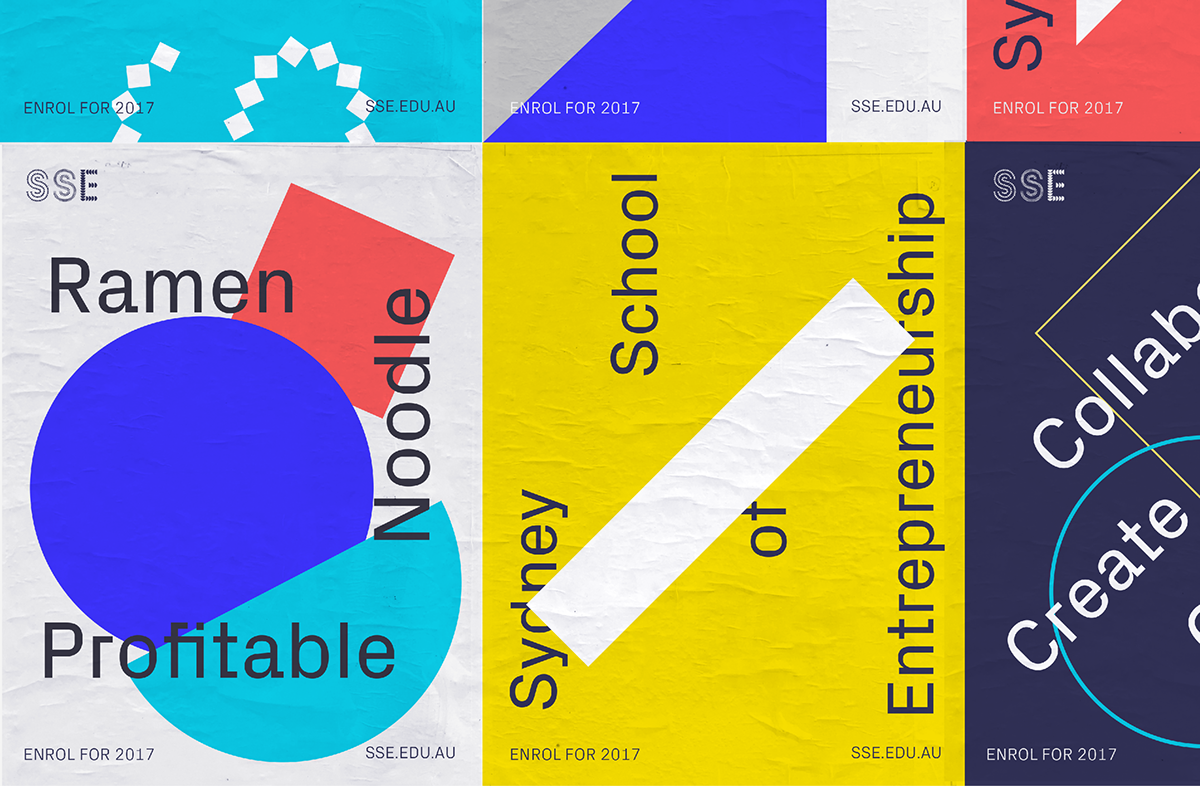 ENROL FOR 2017
SSE.EDU.AU
ENROL FOR 2017
SSE.EDU.AU
Sy
ENROL FOR 2017
SSE
Ramen
Noodle
Profitable
ENROL FOR 2017
SSE.EDU.AU
Sydney
School
of
Entrepreneurship
ENROL FOR 2017
SSE.EDU.AU
SSE
Collab
Create
ENROL FOR 2017